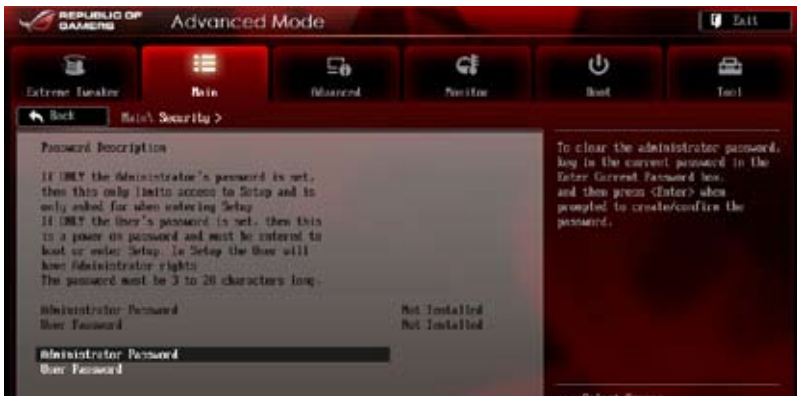 REPUBLIC OF
GAMERS
Advanced Mode
Exit
Extreme Tweaker
Main
Advanced
Monitor
Boot
Tool
Back
Main\ Security >
Password Description
If ONLY the Administrator's password is set,
then this only limits access to Setup and is
only asked for when entering Setup
If ONLY the User's password is set, then this
is a power on password and must be entered to
boot or enter Setup. In Setup the User will
have Administrator rights
The password must be 3 to 20 characters long.
Administrator Password
Not Installed
User Password
Not Installed
Administrator Password
User Password
To clear the administrator password,
key in the current password in the
Enter Current Password box,
and then press <Enter> when
prompted to create/confirm the
password.